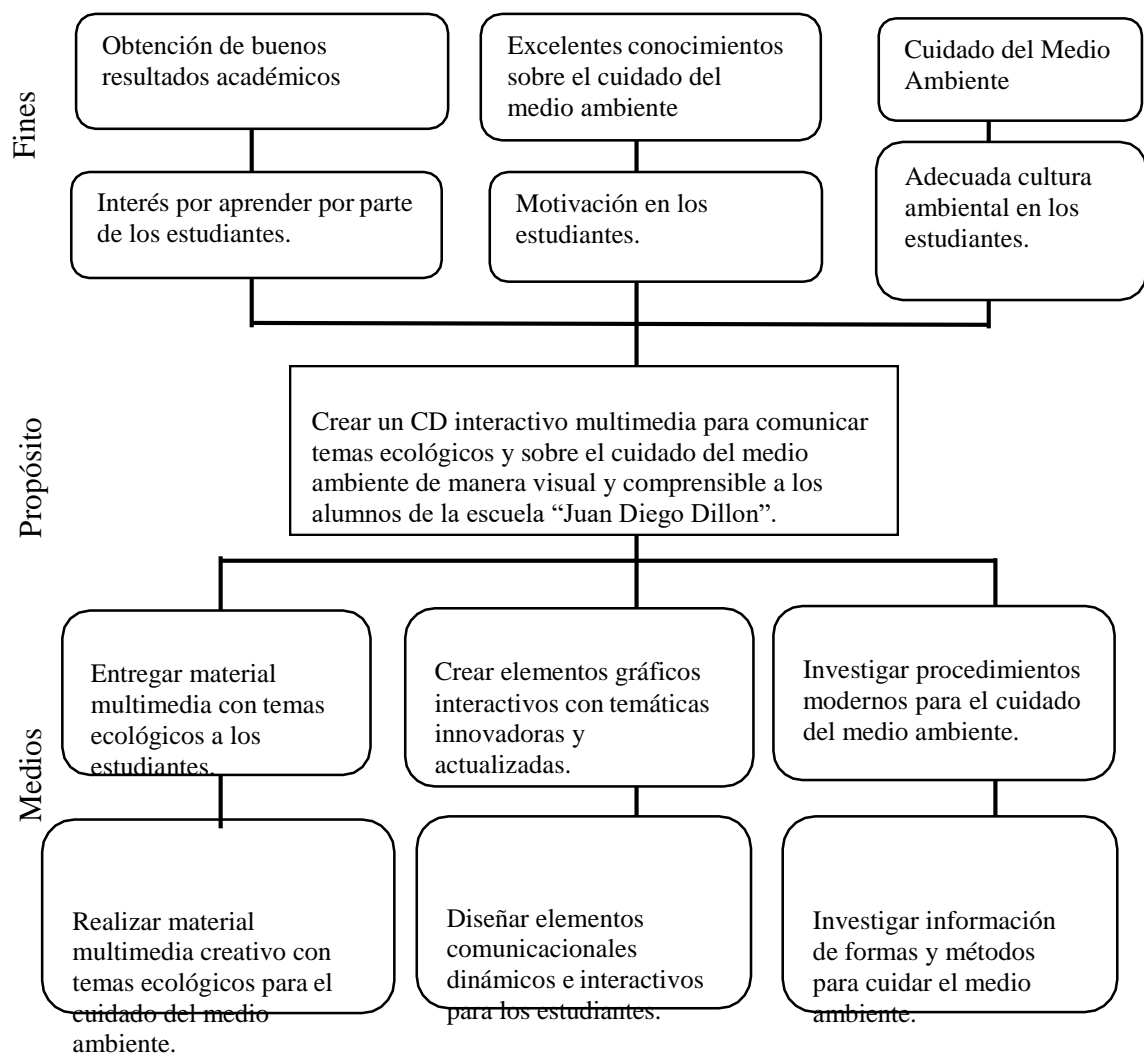 Fines
Obtención de buenos
resultados académicos
Excelentes conocimientos
sobre el cuidado del
medio ambiente
Cuidado del Medio
Ambiente
Interés por aprender por parte
de los estudiantes.
Motivación en los
estudiantes.
Adecuada cultura
ambiental en los
estudiantes.
Propósito
Crear un CD interactivo multimedia para comunicar
temas ecológicos y sobre el cuidado del medio
ambiente de manera visual y comprensible a los
alumnos de la escuela “Juan Diego Dillon”.
Medios
Entregar material
multimedia con temas
ecológicos a los
estudiantes.
Crear elementos gráficos
interactivos con temáticas
innovadoras y
actualizadas.
Investigar procedimientos
modernos para el cuidado
del medio ambiente.
Realizar material
multimedia creativo con
temas ecológicos para el
cuidado del medio
ambiente.
Diseñar elementos
comunicacionales
dinámicos e interactivos
para los estudiantes.
Investigar información
de formas y métodos
para cuidar el medio
ambiente.